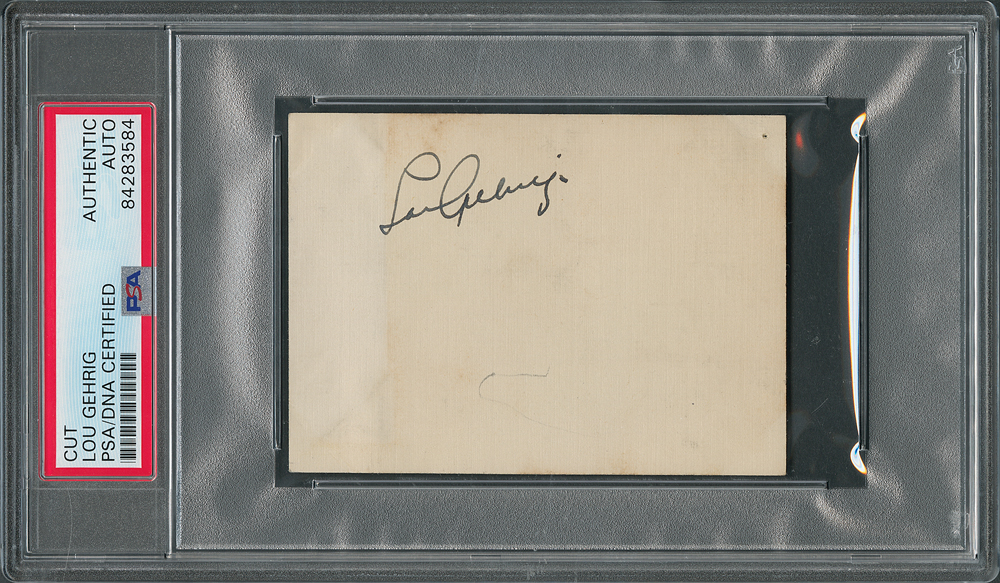 CUT
LOU GEHRIG
PSA/DNA CERTIFIED
AUTHENTIC
AUTO
84283584
PSA
Lou Gehrig